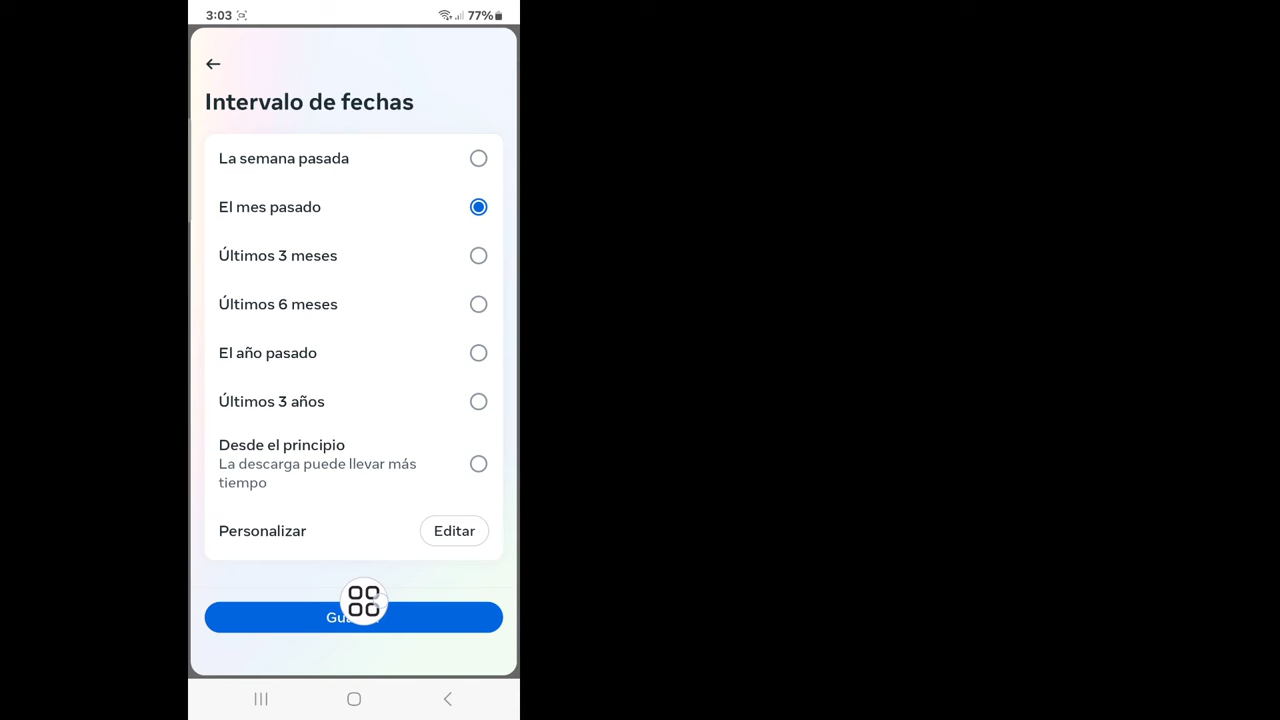 3:03 77%
Intervalo de fechas
La semana pasada
El mes pasado
Últimos 3 meses
Últimos 6 meses
El año pasado
Últimos 3 años
Desde el principio
La descarga puede llevar más
tiempo
Personalizar Editar